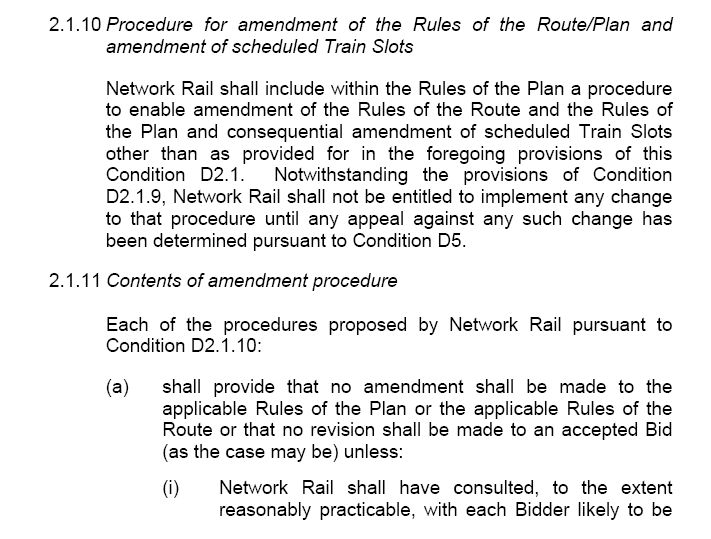 2.1.10 Procedure for amendment of the Rules of the Route/Plan and
amendment of scheduled Train Slots
Network Rail shall include within the Rules of the Plan a procedure
to enable amendment of the Rules of the Route and the Rules of
the Plan and consequential amendment of scheduled Train Slots
other than as provided for in the foregoing provisions of this
Condition D2.1. Notwithstanding the provisions of Condition
D2.1.9, Network Rail shall not be entitled to implement any change
to that procedure until any appeal against any such change has
been determined pursuant to Condition D5.
2.1.11 Contents of amendment procedure
Each of the procedures proposed by Network Rail pursuant to
Condition D2.1.10:
(a) shall provide that no amendment shall be made to the
applicable Rules of the Plan or the applicable Rules of the
Route or that no revision shall be made to an accepted Bid
(as the case may be) unless:
(i) Network Rail shall have consulted, to the extent
reasonably practicable, with each Bidder likely to be